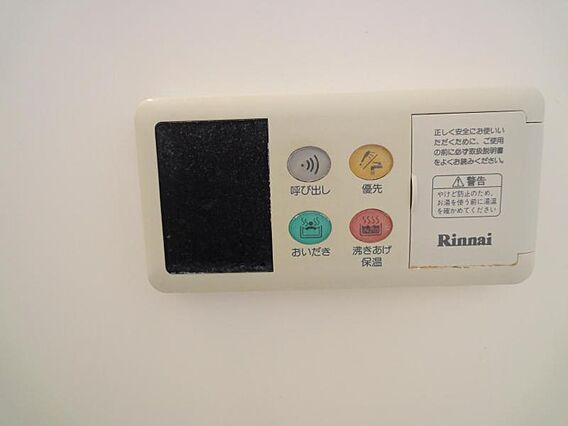 呼び出し
優先
おいだき
沸きあげ
保温
正しく安全にお使いい
ただくために、ご使用
の前に必ず取扱説明書
をよくお読みください。
警告
やけど防止のため、
お湯を使う前に湯温
を確かめてください
Rinnai